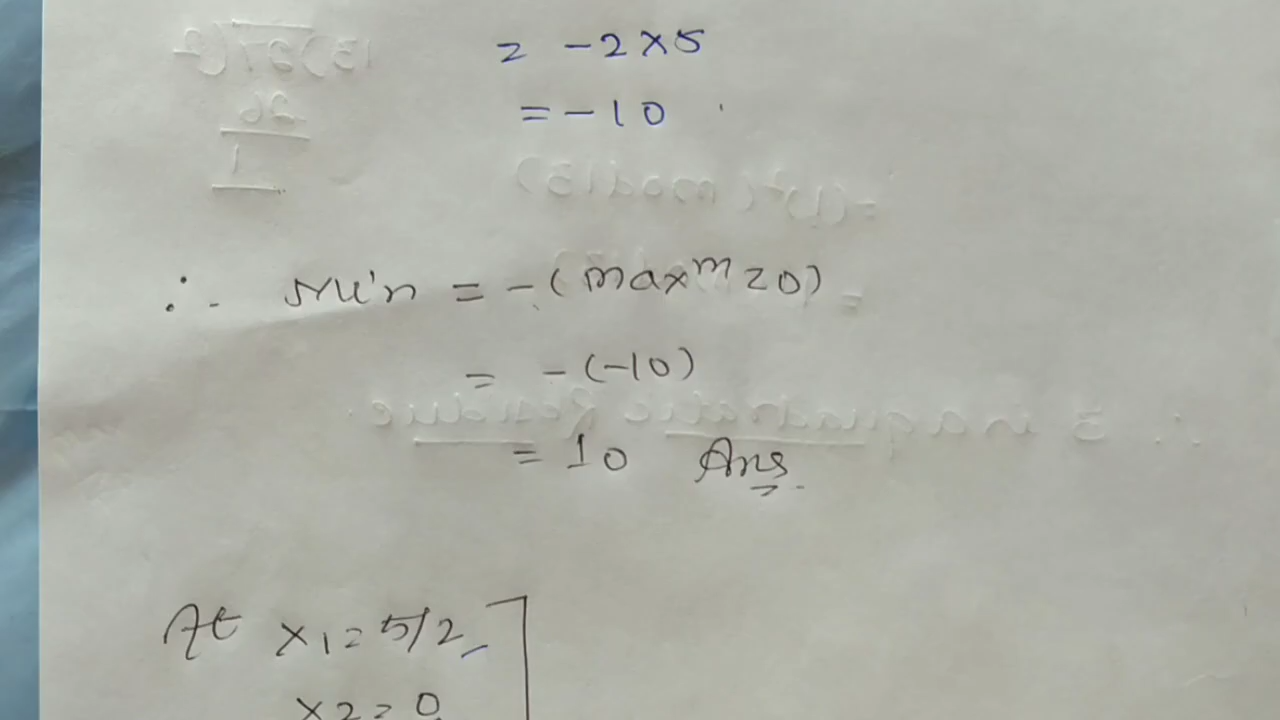 = -2×5
= -10
∴ Min = -(maxᵐ z0)
= -(-10)
= 10 Ans
At x1 = 5/2
x2 = 0